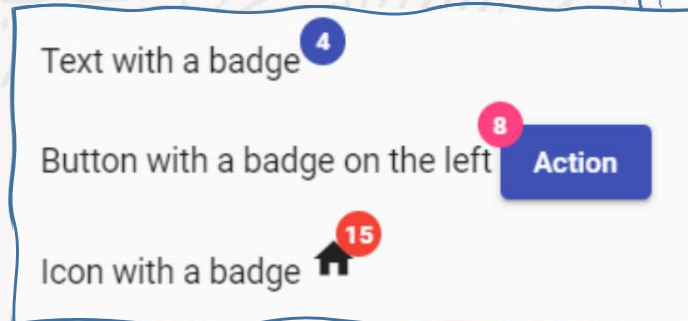 Text with a badge 4
Button with a badge on the left 8 Action
Icon with a badge 15